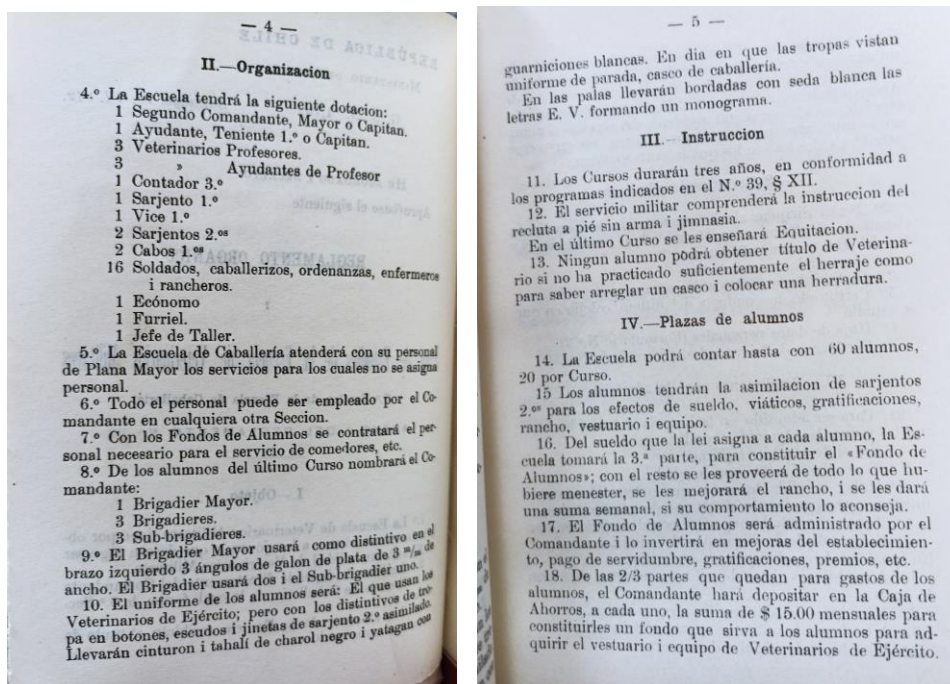 — 4 —
II.—Organizacion
4.º La Escuela tendrá la siguiente dotacion:
1 Segundo Comandante, Mayor o Capitan.
1 Ayudante, Teniente 1.º o Capitan.
3 Veterinarios Profesores.
3 » Ayudantes de Profesor
1 Contador 3.º
1 Sarjento 1.º
1 Vice 1.º
2 Sarjentos 2.ºs
2 Cabos 1.ºs
16 Soldados, caballerizos, ordenanzas, enfermeros
i rancheros.
1 Ecónomo
1 Furriel.
1 Jefe de Taller.
5.º La Escuela de Caballería atenderá con su personal
de Plana Mayor los servicios para los cuales no se asigna
personal.
6.º Todo el personal puede ser empleado por el Co-
mandante en cualquiera otra Seccion.
7.º Con los Fondos de Alumnos se contratará el per-
sonal necesario para el servicio de comedores, etc.
8.º De los alumnos del último Curso nombrará el Co-
mandante:
1 Brigadier Mayor.
3 Brigadieres.
3 Sub-brigadieres.
9.º El Brigadier Mayor usará como distintivo en el
brazo izquierdo 3 ángulos de galon de plata de 3 m/m de
ancho. El Brigadier usará dos i el Sub-brigadier uno.
10. El uniforme de los alumnos será: El que usan los
Veterinarios de Ejército; pero con los distintivos de tro-
pa en botones, escudos i jinetas de sarjento 2.º asimilado.
Llevarán cinturon i tahalí de charol negro i yatagan con
— 5 —
guarniciones blancas. En dia en que las tropas vistan
uniforme de parada, casco de caballería.
En las palas llevarán bordadas con seda blanca las
letras E. V. formando un monograma.
III.—Instruccion
11. Los Cursos durarán tres años, en conformidad a
los programas indicados en el N.º 39, § XII.
12. El servicio militar comprenderá la instruccion del
recluta a pié sin arma i jimnasia.
En el último Curso se les enseñará Equitacion.
13. Ningun alumno podrá obtener título de Veterina-
rio si no ha practicado suficientemente el herraje como
para saber arreglar un casco i colocar una herradura.
IV.—Plazas de alumnos
14. La Escuela podrá contar hasta con 60 alumnos,
20 por Curso.
15 Los alumnos tendrán la asimilacion de sarjentos
2.ºs para los efectos de sueldo, viáticos, gratificaciones,
rancho, vestuario i equipo.
16. Del sueldo que la lei asigna a cada alumno, la Es-
cuela tomará la 3.ª parte, para constituir el «Fondo de
Alumnos»; con el resto se les proveerá de todo lo que hu-
biere menester, se les mejorará el rancho, i se les dará
una suma semanal, si su comportamiento lo aconseja.
17. El Fondo de Alumnos será administrado por el
Comandante i lo invertirá en mejoras del establecimien-
to, pago de servidumbre, gratificaciones, premios, etc.
18. De las 2/3 partes que quedan para gastos de los
alumnos, el Comandante hará depositar en la Caja de
Ahorros, a cada uno, la suma de $ 15.00 mensuales para
constituirles un fondo que sirva a los alumnos para ad-
quirir el vestuario i equipo de Veterinarios de Ejército.